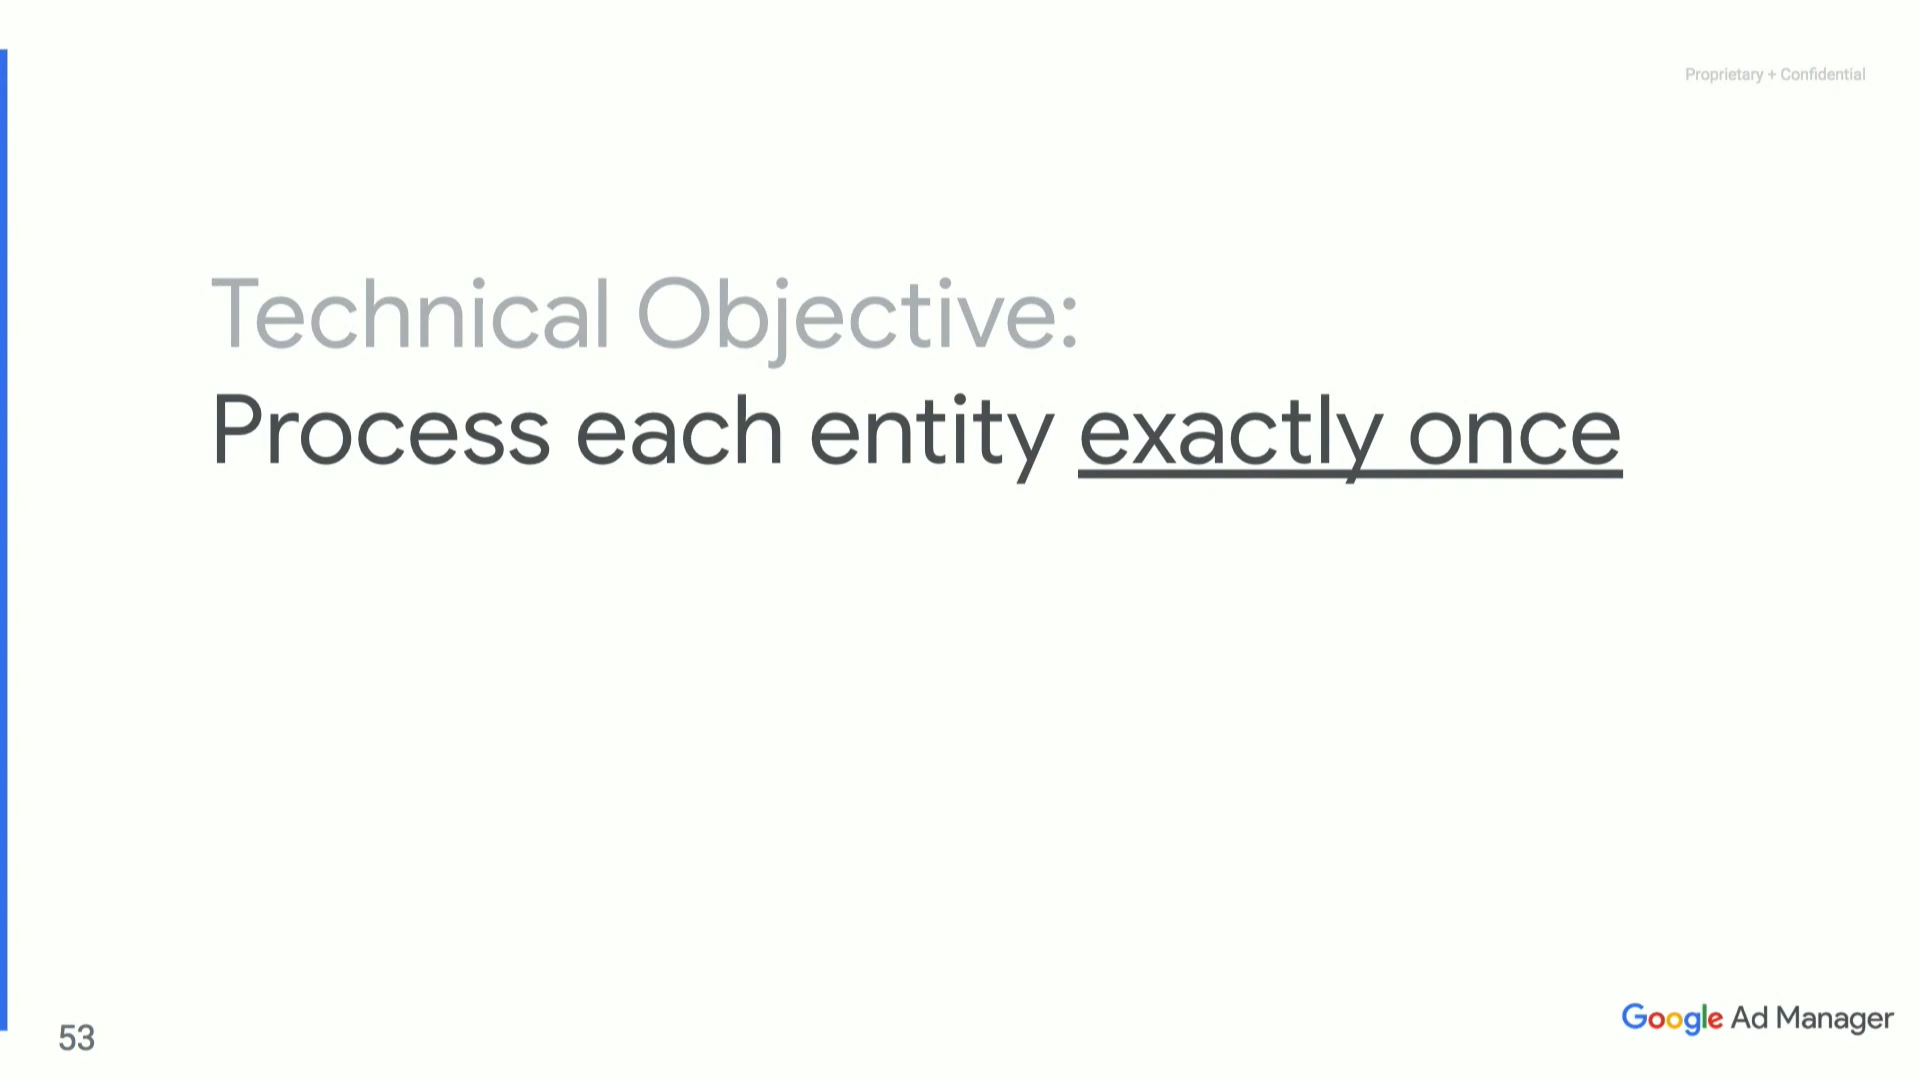 Proprietary + Confidential
Technical Objective:
Process each entity exactly once
53
Google Ad Manager